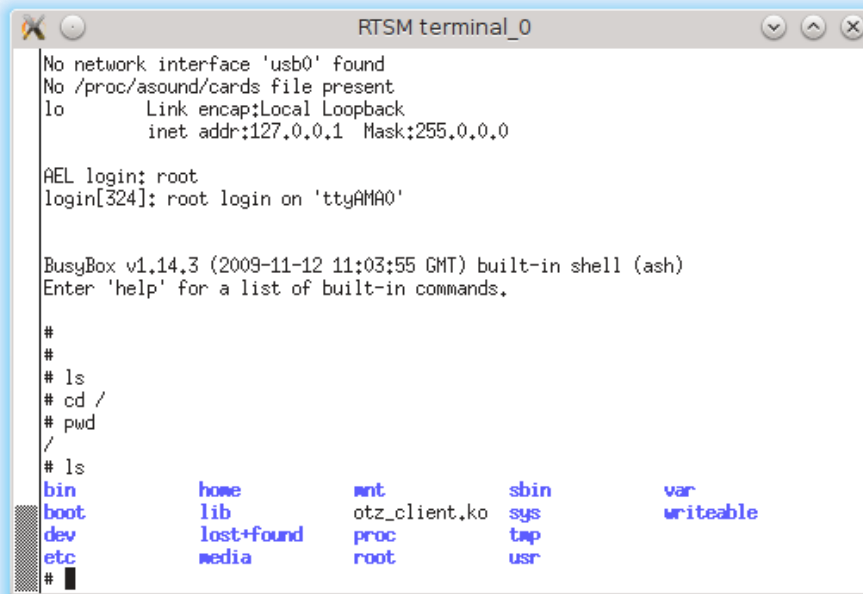 RTSM terminal_0
No network interface 'usb0' found
No /proc/asound/cards file present
lo        Link encap:Local Loopback
          inet addr:127.0.0.1  Mask:255.0.0.0
AEL login: root
login[324]: root login on 'ttyAMA0'
BusyBox v1.14.3 (2009-11-12 11:03:55 GMT) built-in shell (ash)
Enter 'help' for a list of built-in commands.
#
#
# ls
# cd /
# pwd
/
# ls
bin            home           mnt            sbin           var
boot           lib            otz_client.ko  sys            writeable
dev            lost+found     proc           tmp
etc            media          root           usr
#